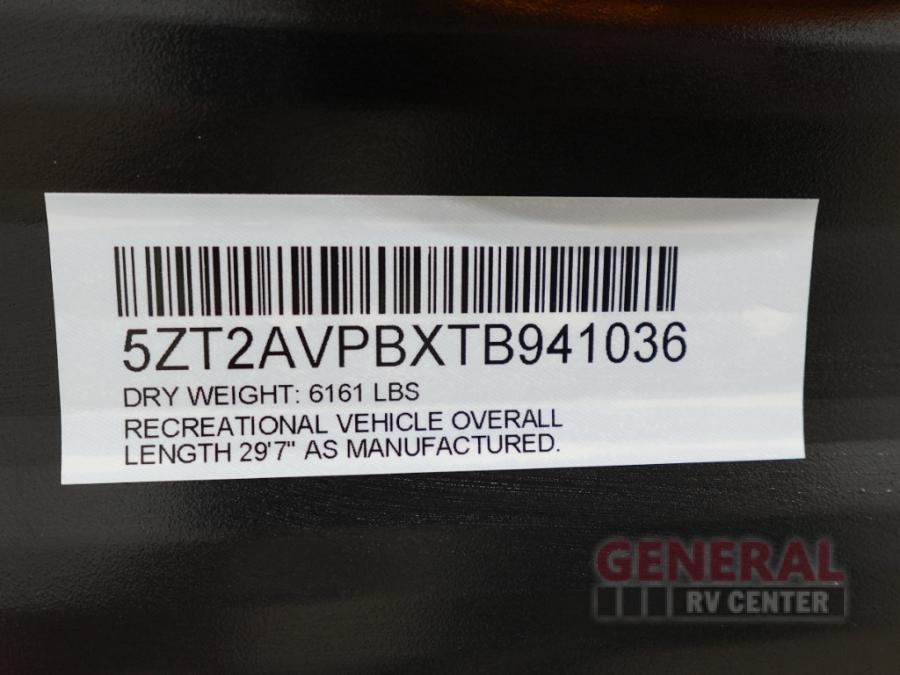 5ZT2AVPBXTB941036
DRY WEIGHT: 6161 LBS
RECREATIONAL VEHICLE OVERALL
LENGTH 29'7" AS MANUFACTURED.
GENERAL
RV CENTER